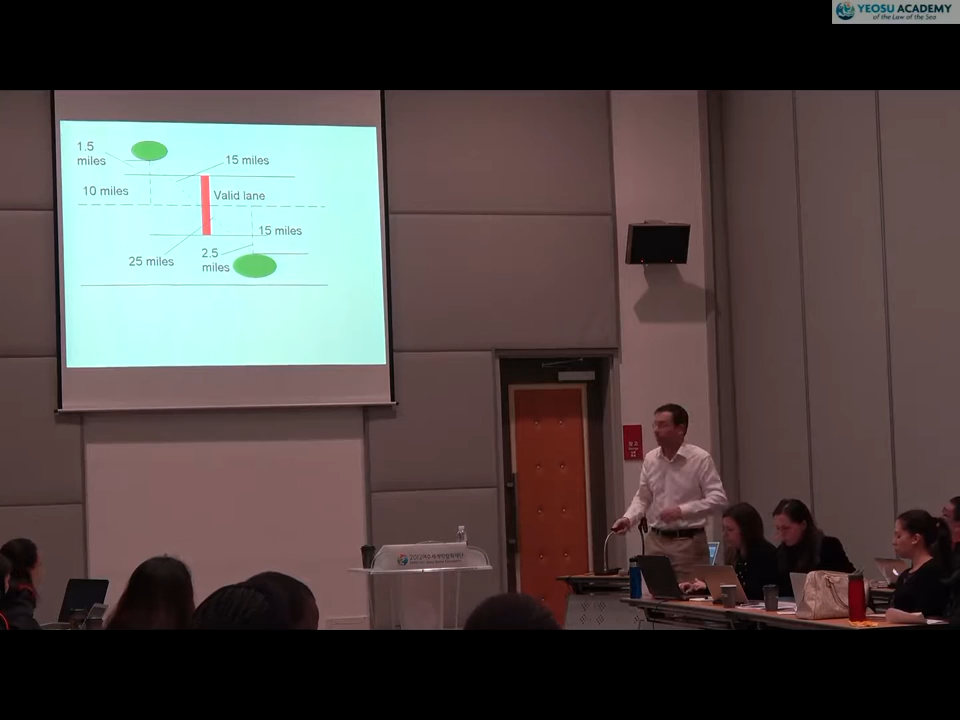 YEOSU ACADEMY
of the Law of the Sea
1.5
miles
15 miles
10 miles
Valid lane
15 miles
25 miles
2.5
miles